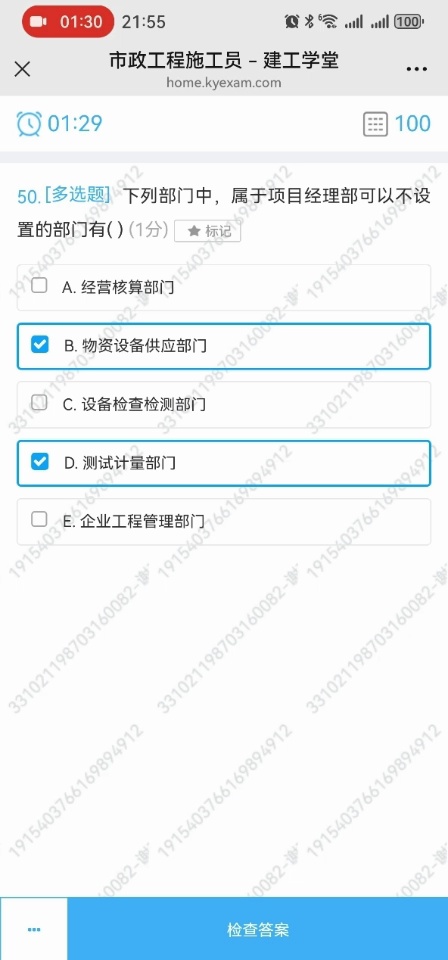 01:30 21:55 6 100
市政工程施工员 – 建工学堂
home.kyexam.com
01:29 100
50.[多选题] 下列部门中，属于项目经理部可以不设
置的部门有( ) (1分) ★ 标记
A. 经营核算部门
B. 物资设备供应部门
C. 设备检查检测部门
D. 测试计量部门
E. 企业工程管理部门
检查答案